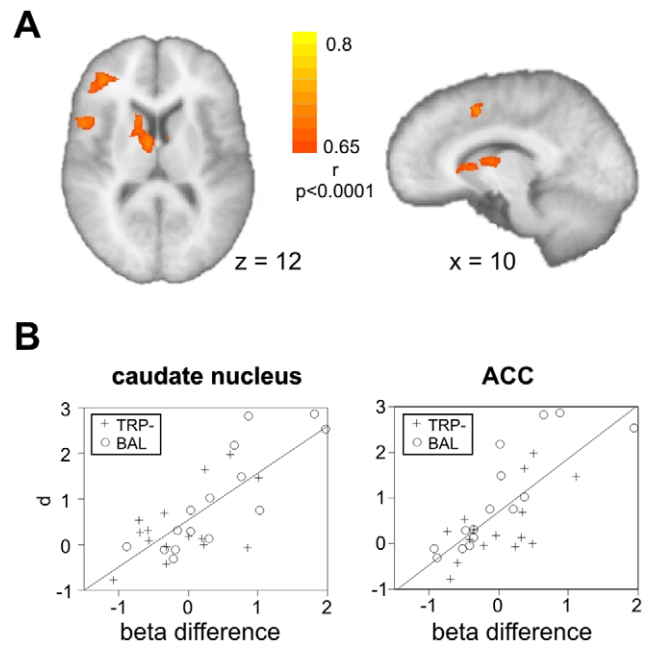 A
0.8
0.65
r
p<0.0001
z = 12
x = 10
B
caudate nucleus
ACC
3
2
1
0
-1
d
TRP-
BAL
-1
0
1
2
beta difference
3
2
1
0
-1
TRP-
BAL
-1
0
1
2
beta difference